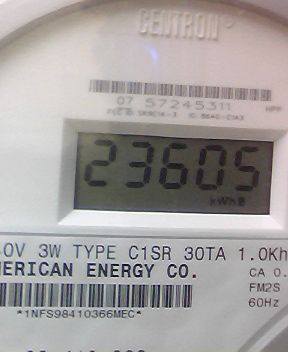 CENTRON
07 57245311
23605
kWh
0V 3W TYPE C1SR 30TA 1.0Kh
MERICAN ENERGY CO.
CA 0.
FM2S
60Hz
*1NFS98410366MEC*